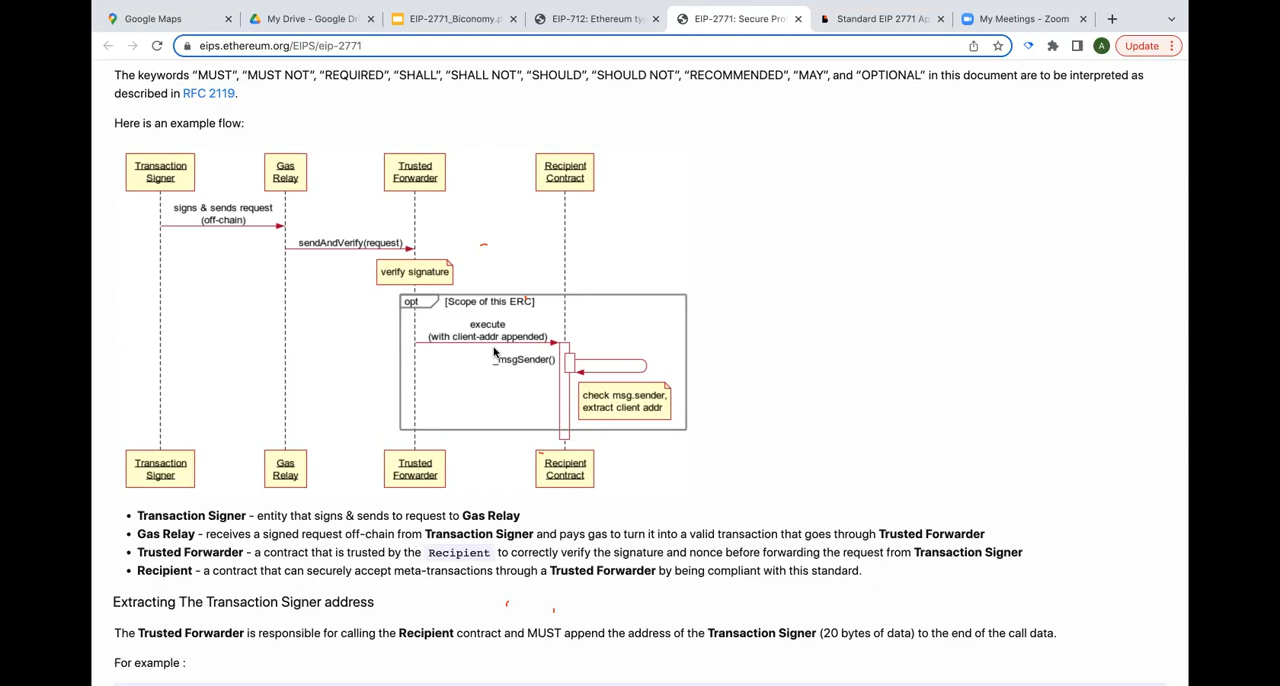 Google Maps
My Drive - Google Dr
EIP-2771_Biconomy.p
EIP-712: Ethereum ty
EIP-2771: Secure Pro
Standard EIP 2771 Ap
My Meetings - Zoom
eips.ethereum.org/EIPS/eip-2771
A
Update
The keywords “MUST”, “MUST NOT”, “REQUIRED”, “SHALL”, “SHALL NOT”, “SHOULD”, “SHOULD NOT”, “RECOMMENDED”, “MAY”, and “OPTIONAL” in this document are to be interpreted as
described in RFC 2119.
Here is an example flow:
Transaction
Signer
Gas
Relay
Trusted
Forwarder
Recipient
Contract
signs & sends request
(off-chain)
sendAndVerify(request)
verify signature
opt
[Scope of this ERC]
execute
(with client-addr appended)
_msgSender()
check msg.sender,
extract client addr
Transaction
Signer
Gas
Relay
Trusted
Forwarder
Recipient
Contract
• Transaction Signer - entity that signs & sends to request to Gas Relay
• Gas Relay - receives a signed request off-chain from Transaction Signer and pays gas to turn it into a valid transaction that goes through Trusted Forwarder
• Trusted Forwarder - a contract that is trusted by the Recipient to correctly verify the signature and nonce before forwarding the request from Transaction Signer
• Recipient - a contract that can securely accept meta-transactions through a Trusted Forwarder by being compliant with this standard.
Extracting The Transaction Signer address
The Trusted Forwarder is responsible for calling the Recipient contract and MUST append the address of the Transaction Signer (20 bytes of data) to the end of the call data.
For example :